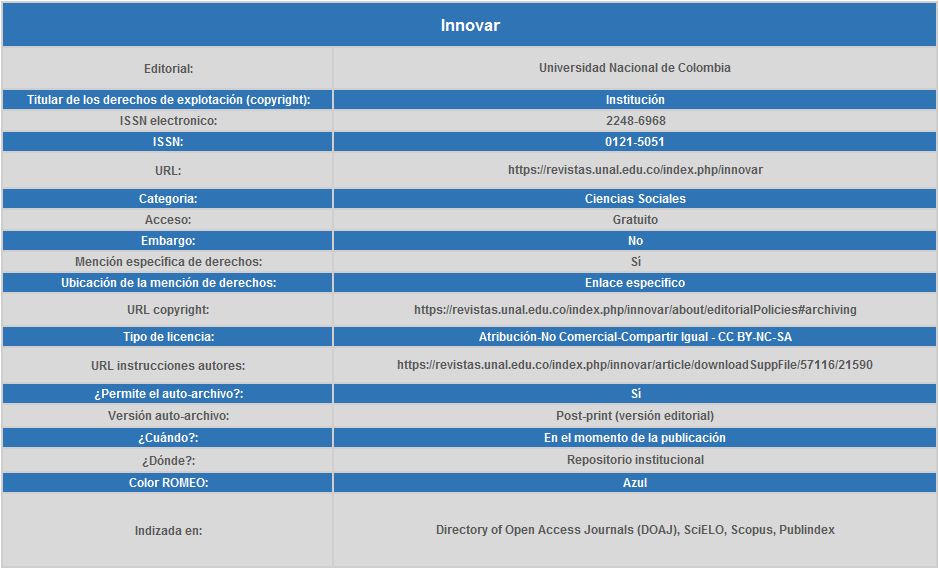 Innovar
Editorial: Universidad Nacional de Colombia
Titular de los derechos de explotación (copyright): Institución
ISSN electronico: 2248-6968
ISSN: 0121-5051
URL: https://revistas.unal.edu.co/index.php/innovar
Categoria: Ciencias Sociales
Acceso: Gratuito
Embargo: No
Mención específica de derechos: Sí
Ubicación de la mención de derechos: Enlace especifico
URL copyright: https://revistas.unal.edu.co/index.php/innovar/about/editorialPolicies#archiving
Tipo de licencia: Atribución-No Comercial-Compartir Igual - CC BY-NC-SA
URL instrucciones autores: https://revistas.unal.edu.co/index.php/innovar/article/downloadSuppFile/57116/21590
¿Permite el auto-archivo?: Sí
Versión auto-archivo: Post-print (versión editorial)
¿Cuándo?: En el momento de la publicación
¿Dónde?: Repositorio institucional
Color ROMEO: Azul
Indizada en: Directory of Open Access Journals (DOAJ), SciELO, Scopus, Publindex